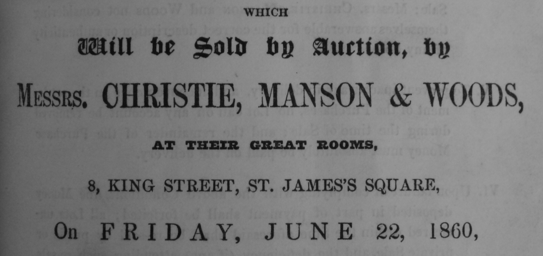 WHICH
Will be Sold by Auction, by
MESSRS. CHRISTIE, MANSON & WOODS,
AT THEIR GREAT ROOMS,
8, KING STREET, ST. JAMES'S SQUARE,
On FRIDAY, JUNE 22, 1860,